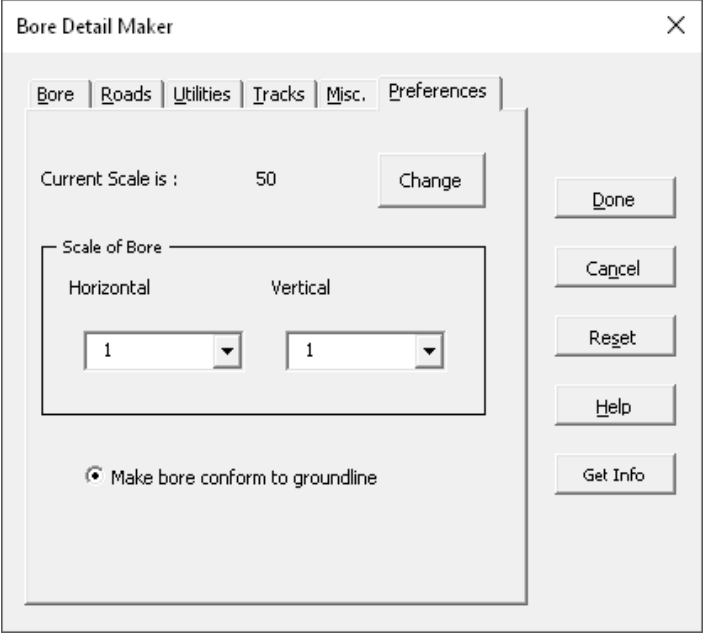 Bore Detail Maker
Bore Roads Utilities Tracks Misc. Preferences
Current Scale is : 50 Change
Done
Scale of Bore
Horizontal Vertical
Cancel
1 1
Reset
Help
Make bore conform to groundline
Get Info